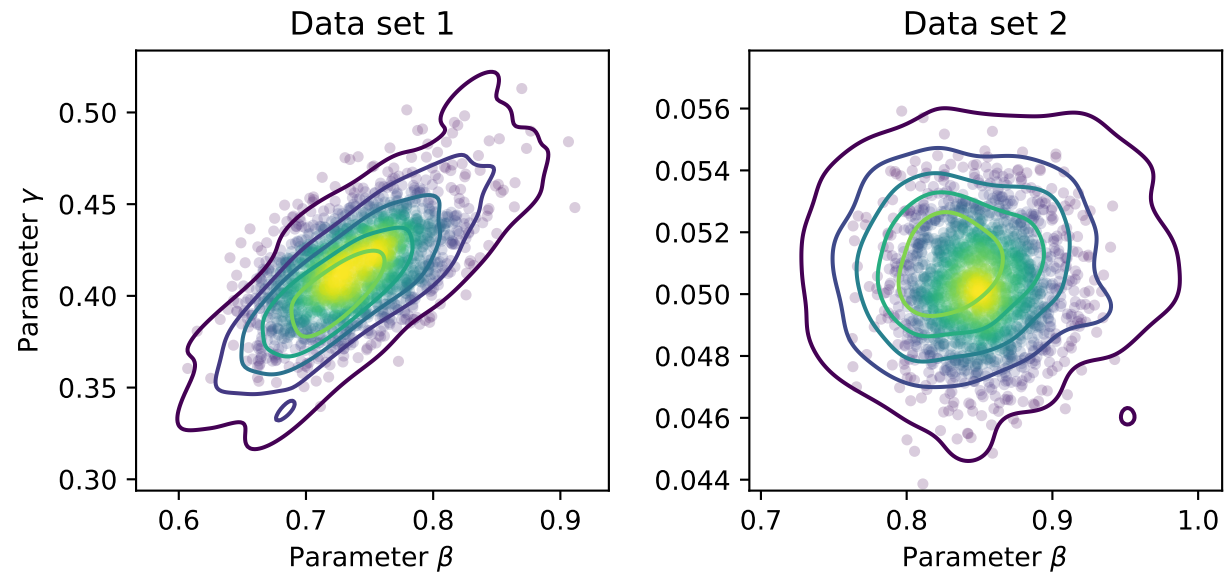 Data set 1
Parameter γ
0.50
0.45
0.40
0.35
0.30
0.6 0.7 0.8 0.9
Parameter β
Data set 2
0.056
0.054
0.052
0.050
0.048
0.046
0.044
0.7 0.8 0.9 1.0
Parameter β